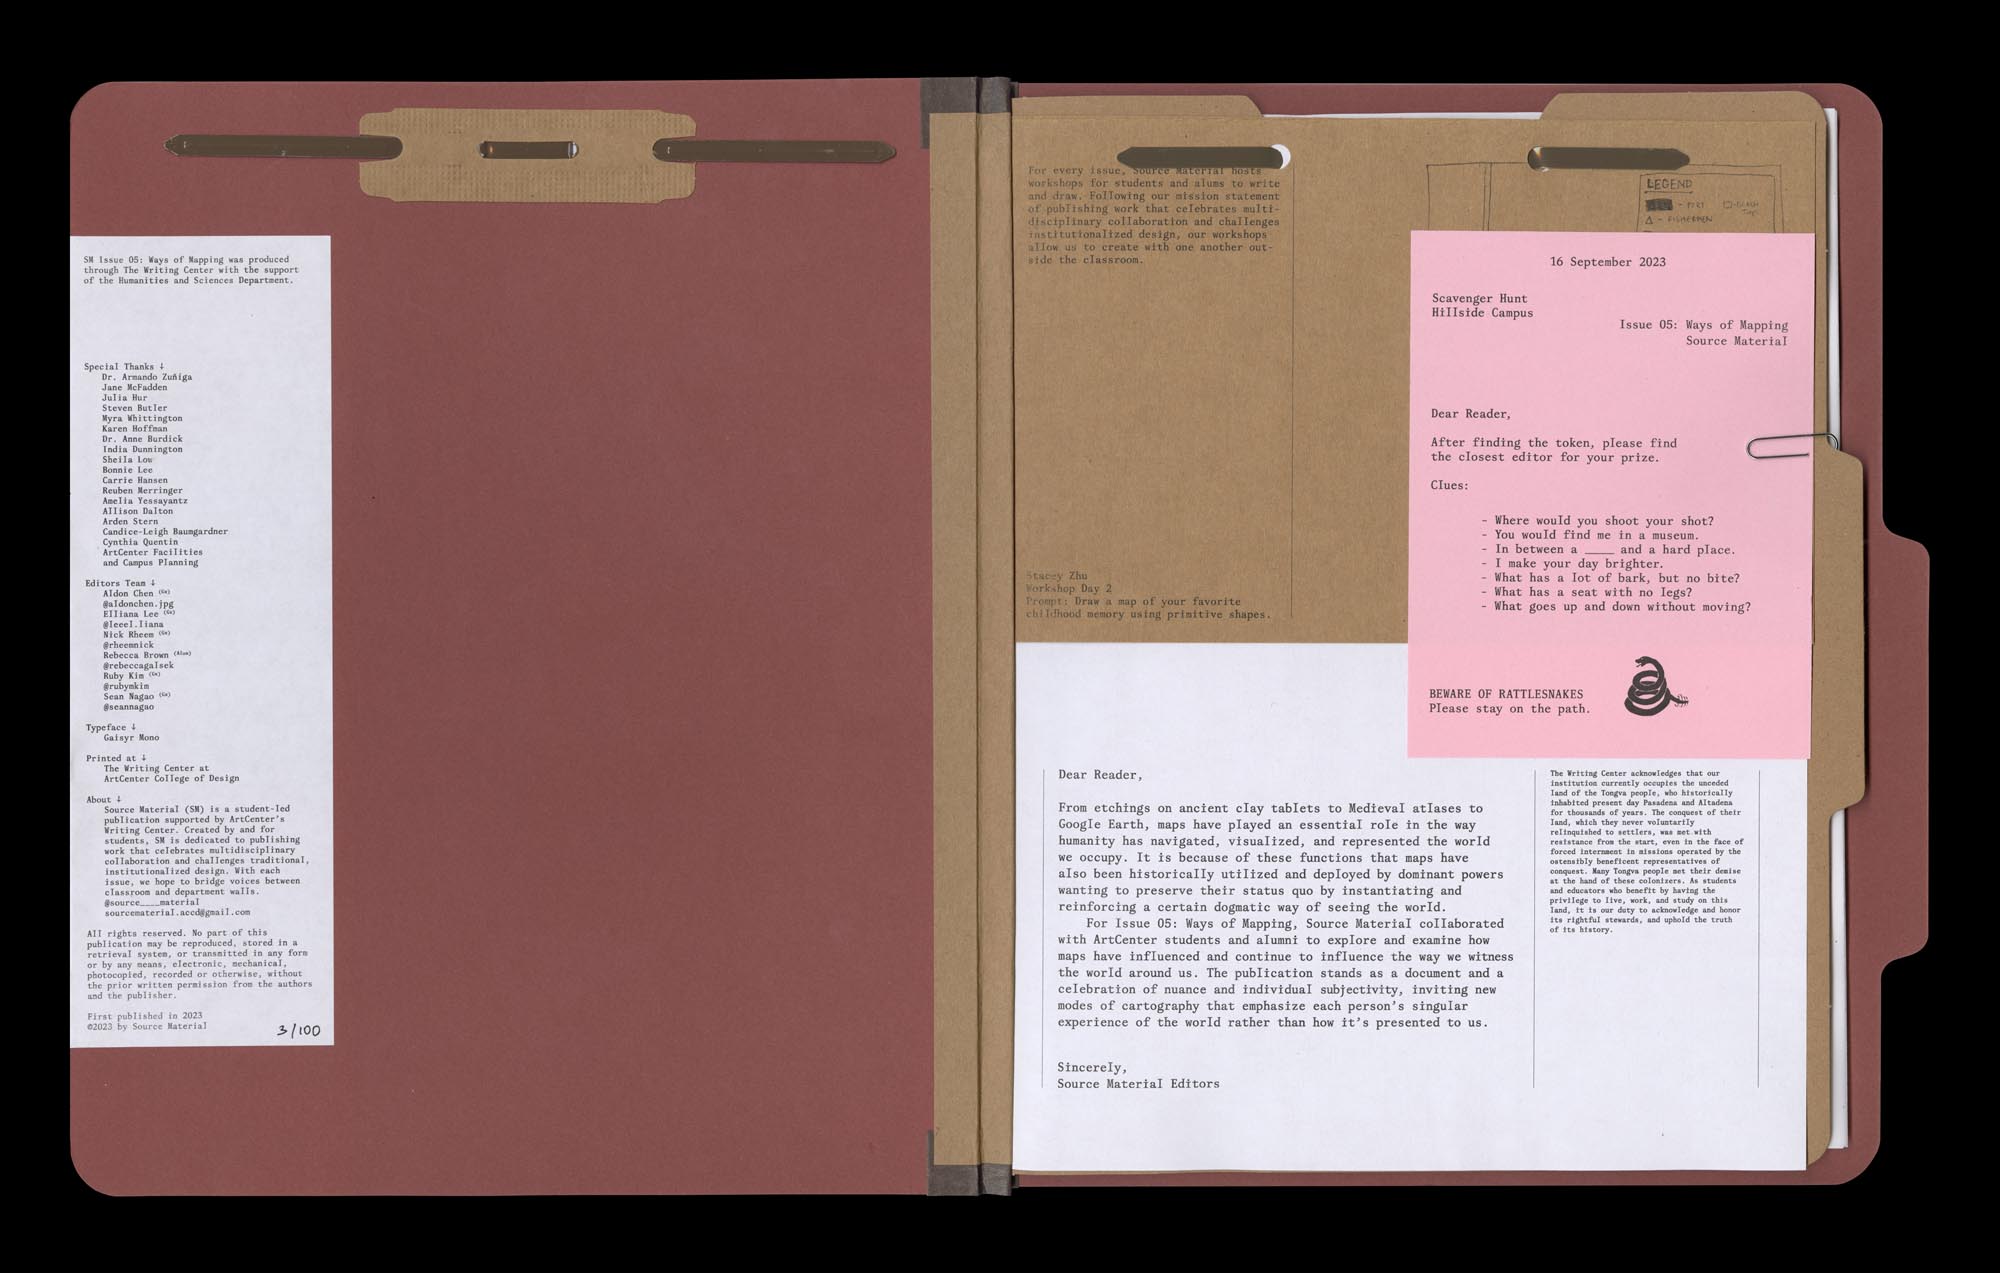 SM Issue 05: Ways of Mapping was produced
through The Writing Center with the support
of the Humanities and Sciences Department.
Special Thanks ↓
Dr. Armando Zuñiga
Jane McFadden
Julia Hur
Steven Butler
Myra Whittington
Karen Hoffman
Dr. Anne Burdick
India Dunnington
Sheila Low
Bonnie Lee
Carrie Hansen
Reuben Merringer
Amelia Yessayantz
Allison Dalton
Arden Stern
Candice-Leigh Baumgardner
Cynthia Quentin
ArtCenter Facilities
and Campus Planning
Editors Team ↓
Aldon Chen (Gx)
@aldonchen.jpg
Elliana Lee (Gx)
@leeel.liana
Nick Rheem (Gx)
@rheemnick
Rebecca Brown (Alum)
@rebeccagalsek
Ruby Kim (Gx)
@rubymkim
Sean Nagao (Gx)
@seannagao
Typeface ↓
Gaisyr Mono
Printed at ↓
The Writing Center at
ArtCenter College of Design
About ↓
Source Material (SM) is a student-led
publication supported by ArtCenter's
Writing Center. Created by and for
students, SM is dedicated to publishing
work that celebrates multidisciplinary
collaboration and challenges traditional,
institutionalized design. With each
issue, we hope to bridge voices between
classroom and department walls.
@source____material
sourcematerial.accd@gmail.com
All rights reserved. No part of this
publication may be reproduced, stored in a
retrieval system, or transmitted in any form
or by any means, electronic, mechanical,
photocopied, recorded or otherwise, without
the prior written permission from the authors
and the publisher.
First published in 2023
©2023 by Source Material
3/100
For every issue, Source Material hosts
workshops for students and alums to write
and draw. Following our mission statement
of publishing work that celebrates multi-
disciplinary collaboration and challenges
institutionalized design, our workshops
allow us to create with one another out-
side the classroom.
Stacey Zhu
Workshop Day 2
Prompt: Draw a map of your favorite
childhood memory using primitive shapes.
LEGEND
- PORT
- FISHERMEN
16 September 2023
Scavenger Hunt
Hillside Campus
Issue 05: Ways of Mapping
Source Material
Dear Reader,
After finding the token, please find
the closest editor for your prize.
Clues:
- Where would you shoot your shot?
- You would find me in a museum.
- In between a ____ and a hard place.
- I make your day brighter.
- What has a lot of bark, but no bite?
- What has a seat with no legs?
- What goes up and down without moving?
BEWARE OF RATTLESNAKES
Please stay on the path.
Dear Reader,
From etchings on ancient clay tablets to Medieval atlases to
Google Earth, maps have played an essential role in the way
humanity has navigated, visualized, and represented the world
we occupy. It is because of these functions that maps have
also been historically utilized and deployed by dominant powers
wanting to preserve their status quo by instantiating and
reinforcing a certain dogmatic way of seeing the world.
For Issue 05: Ways of Mapping, Source Material collaborated
with ArtCenter students and alumni to explore and examine how
maps have influenced and continue to influence the way we witness
the world around us. The publication stands as a document and a
celebration of nuance and individual subjectivity, inviting new
modes of cartography that emphasize each person's singular
experience of the world rather than how it's presented to us.
Sincerely,
Source Material Editors
The Writing Center acknowledges that our
institution currently occupies the unceded
land of the Tongva people, who historically
inhabited present day Pasadena and Altadena
for thousands of years. The conquest of their
land, which they never voluntarily
relinquished to settlers, was met with
resistance from the start, even in the face of
forced internment in missions operated by the
ostensibly beneficent representatives of
conquest. Many Tongva people met their demise
at the hand of these colonizers. As students
and educators who benefit by having the
privilege to live, work, and study on this
land, it is our duty to acknowledge and honor
its rightful stewards, and uphold the truth
of its history.